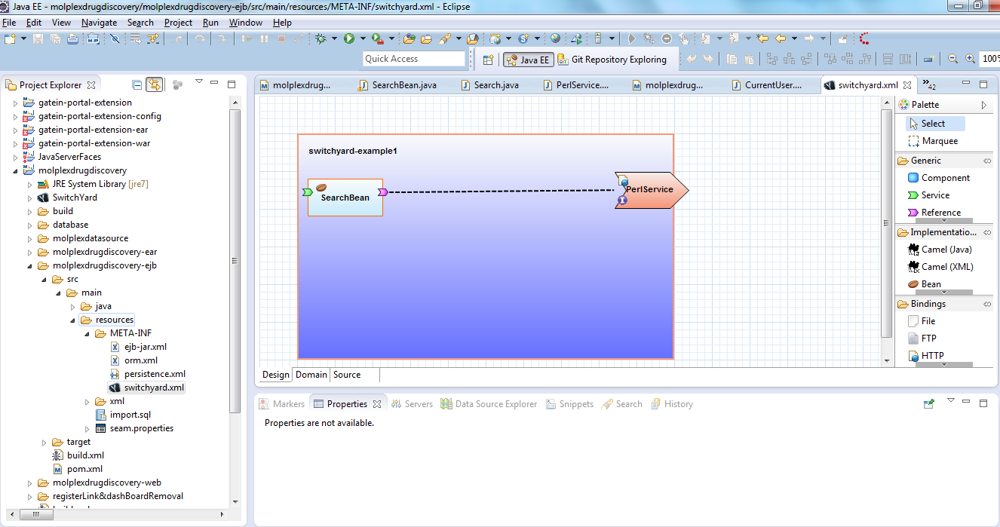 Java EE - molplexdrugdiscovery/molplexdrugdiscovery-ejb/src/main/resources/META-INF/switchyard.xml - Eclipse
File Edit View Navigate Search Project Run Window Help
Quick Access
Java EE
Git Repository Exploring
100%
Project Explorer
gatein-portal-extension
gatein-portal-extension-config
gatein-portal-extension-ear
gatein-portal-extension-war
JavaServerFaces
molplexdrugdiscovery
JRE System Library [jre7]
SwitchYard
build
database
molplexdatasource
molplexdrugdiscovery-ear
molplexdrugdiscovery-ejb
src
main
java
resources
META-INF
ejb-jar.xml
orm.xml
persistence.xml
switchyard.xml
xml
import.sql
seam.properties
target
build.xml
pom.xml
molplexdrugdiscovery-web
registerLink&dashBoardRemoval
molplexdrug...
SearchBean.java
Search.java
PerlService....
molplexdrug...
CurrentUser....
switchyard.xml
»42
switchyard-example1
SearchBean
PerlService
Design Domain Source
Palette
Select
Marquee
Generic
Component
Service
Reference
Implementatio...
Camel (Java)
Camel (XML)
Bean
Bindings
File
FTP
HTTP
Markers Properties Servers Data Source Explorer Snippets Search History
Properties are not available.